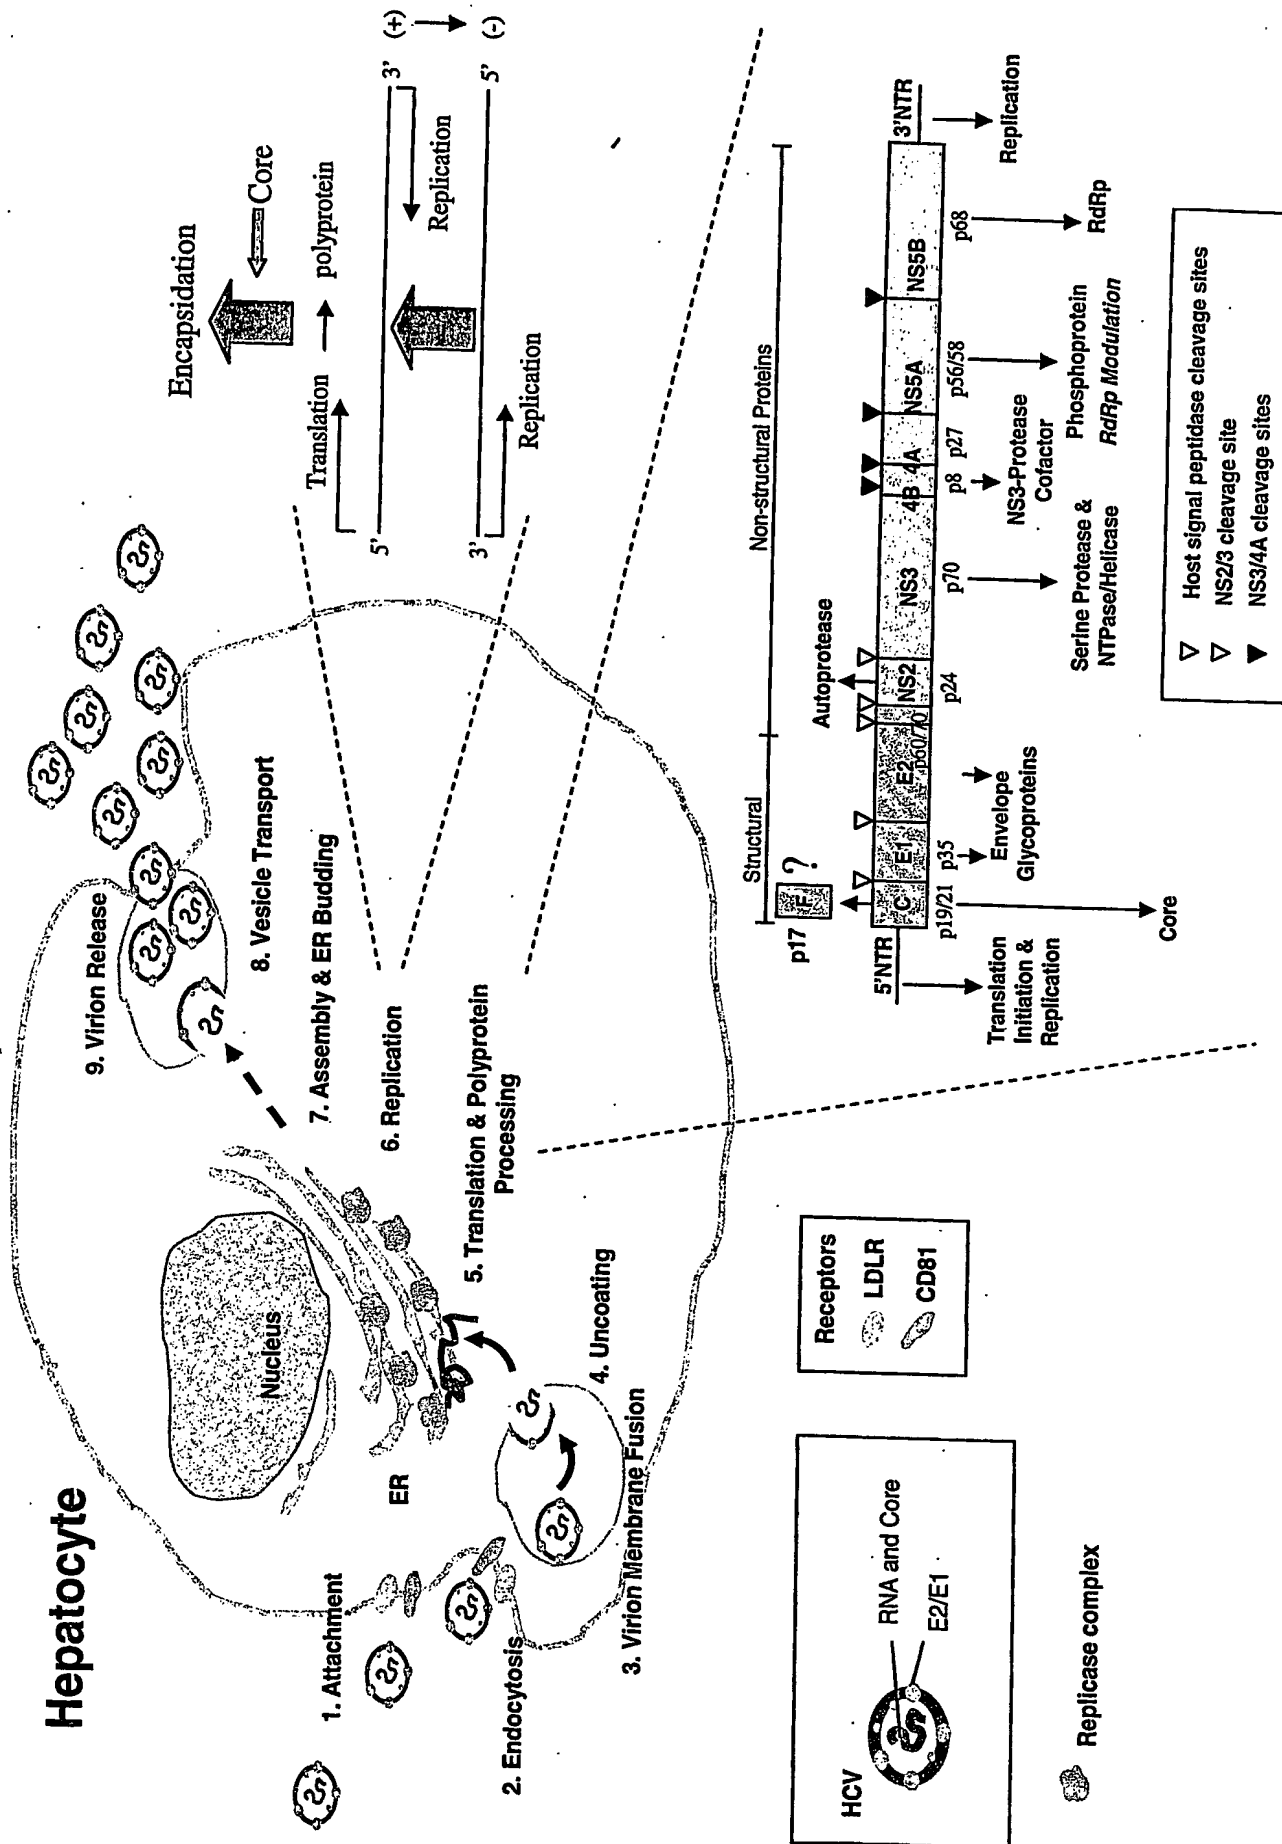 Hepatocyte
1. Attachment
2. Endocytosis
3. Virion Membrane Fusion
4. Uncoating
5. Translation & Polyprotein
Processing
6. Replication
7. Assembly & ER Budding
8. Vesicle Transport
9. Virion Release
Nucleus
ER
Encapsidation
Core
Translation
polyprotein
5'
3'
(+)
Replication
(-)
3'
5'
Replication
HCV
RNA and Core
E2/E1
Replicase complex
Receptors
LDLR
CD81
Structural
Non-structural Proteins
p17
F
?
Autoprotease
5'NTR
C
E1
E2
NS2
NS3
4B
4A
NS5A
NS5B
3'NTR
p19/21
p35
p60/70
p24
p70
p8
p27
p56/58
p68
Translation
Initiation &
Replication
Core
Envelope
Glycoproteins
Serine Protease &
NTPase/Helicase
NS3-Protease
Cofactor
Phosphoprotein
RdRp Modulation
RdRp
Replication
Host signal peptidase cleavage sites
NS2/3 cleavage site
NS3/4A cleavage sites